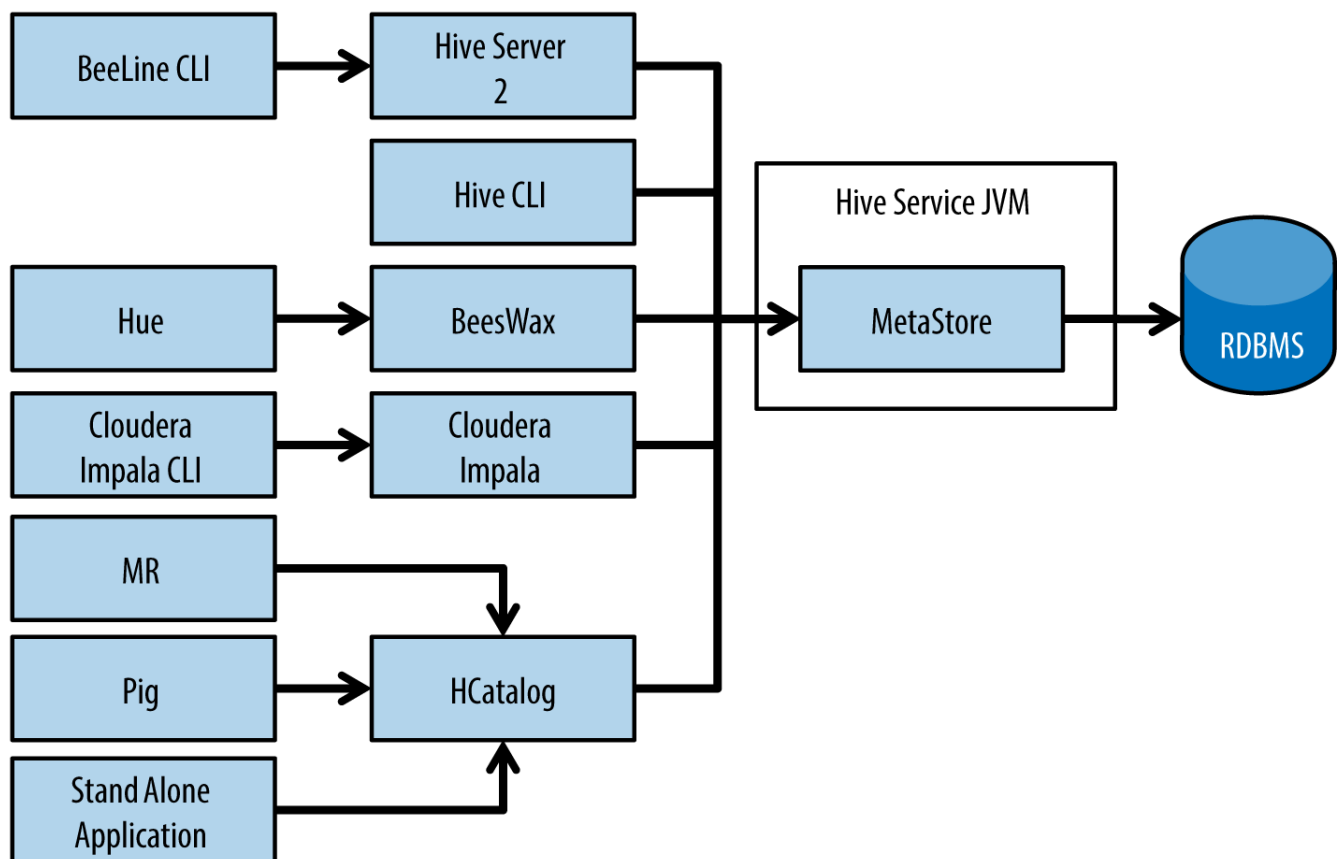 BeeLine CLI
Hive Server
2
Hive CLI
Hive Service JVM
Hue
BeesWax
MetaStore
RDBMS
Cloudera
Impala CLI
Cloudera
Impala
MR
Pig
HCatalog
Stand Alone
Application